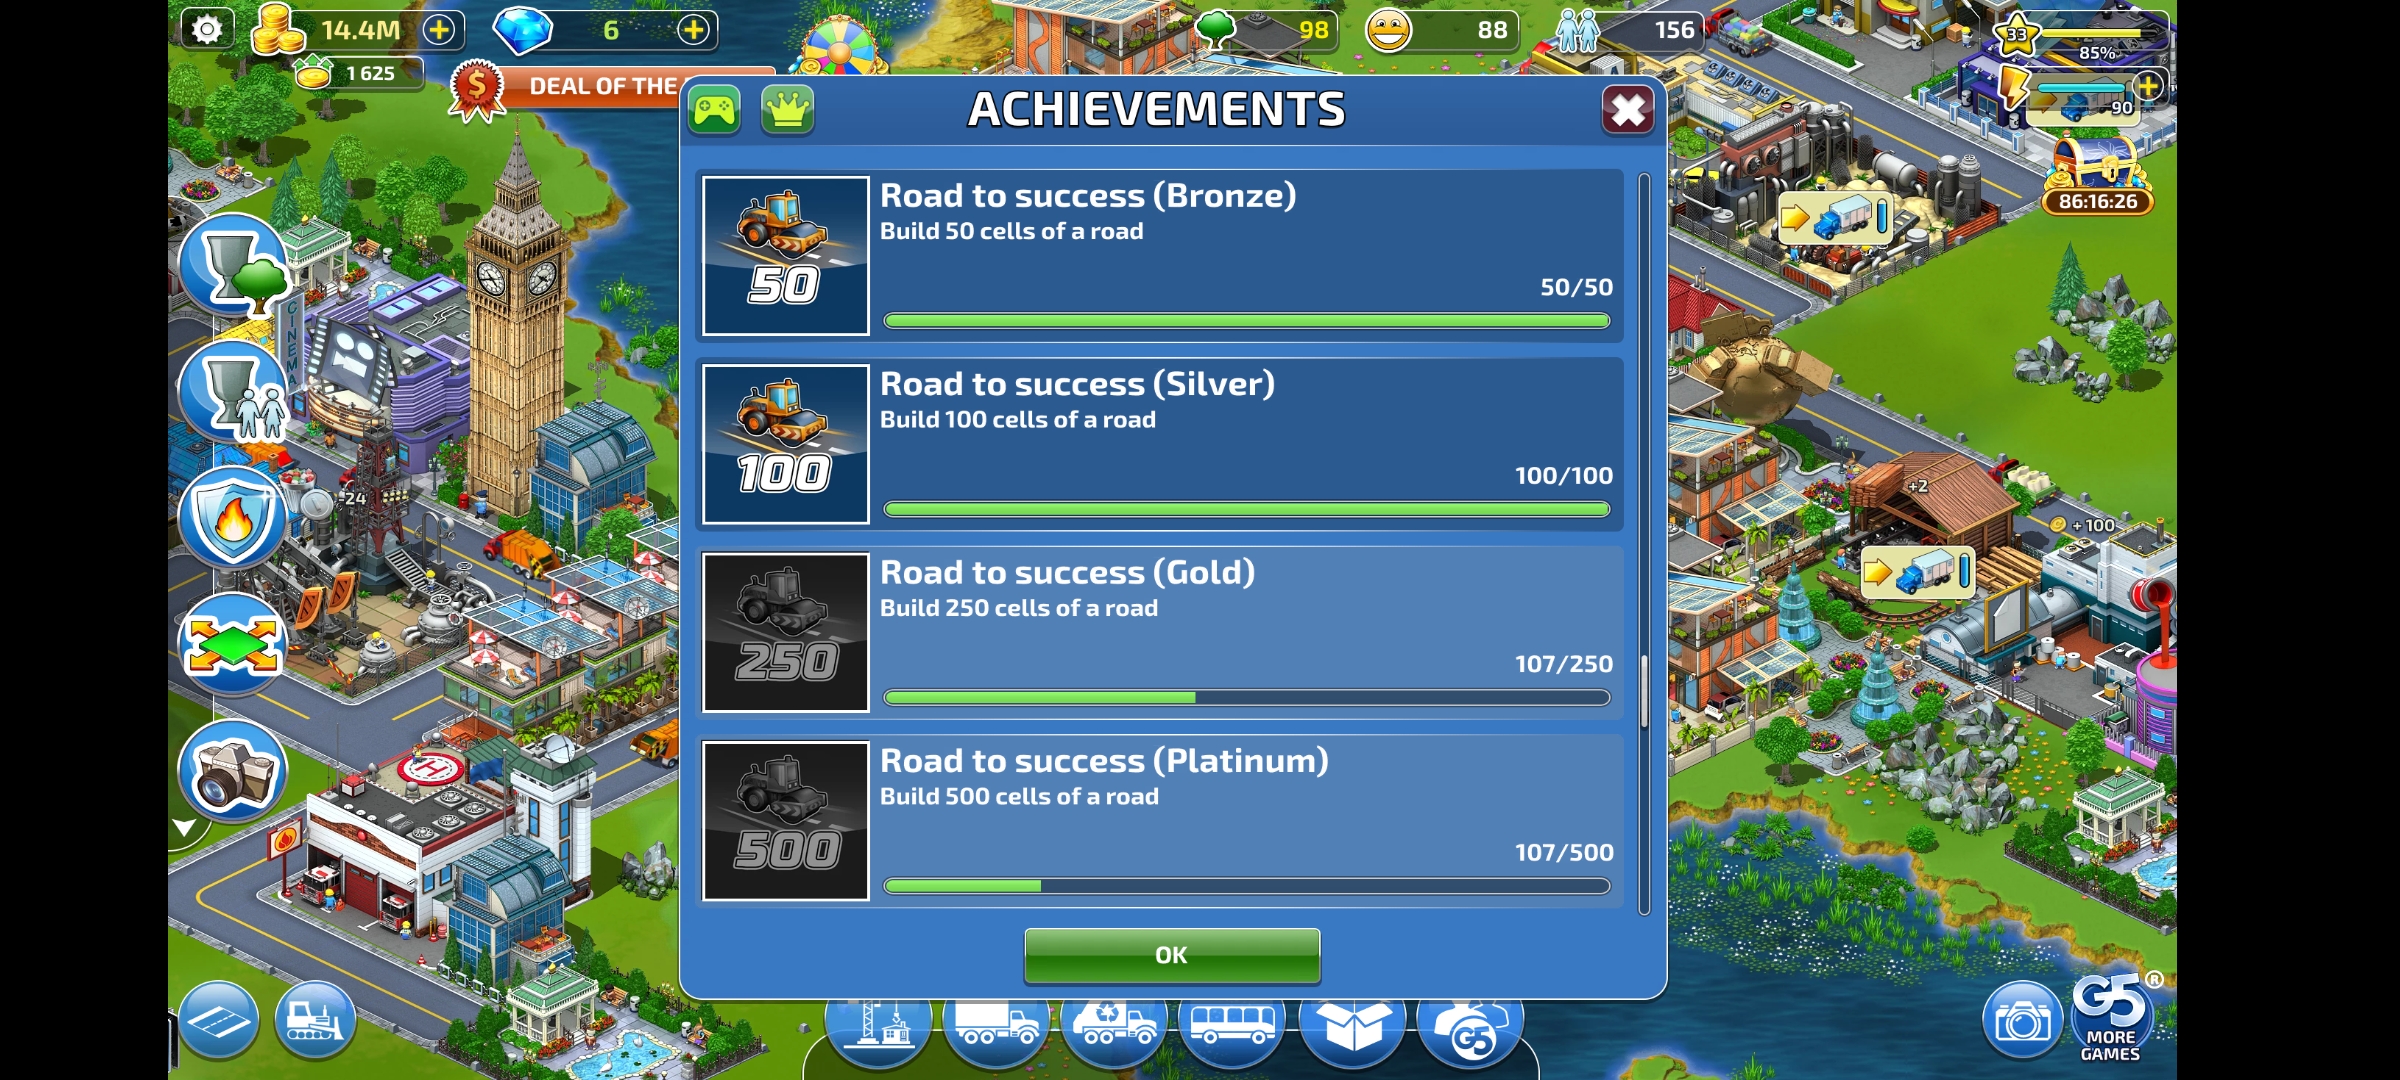 14.4M
6
98
88
156
33
85%
1 625
DEAL OF THE
90
ACHIEVEMENTS
86:16:26
Road to success (Bronze)
Build 50 cells of a road
50
50/50
CINEMA
Road to success (Silver)
Build 100 cells of a road
100
100/100
-24
+2
+100
Road to success (Gold)
Build 250 cells of a road
250
107/250
Road to success (Platinum)
Build 500 cells of a road
500
107/500
H
OK
G5
G5 ®
MORE
GAMES